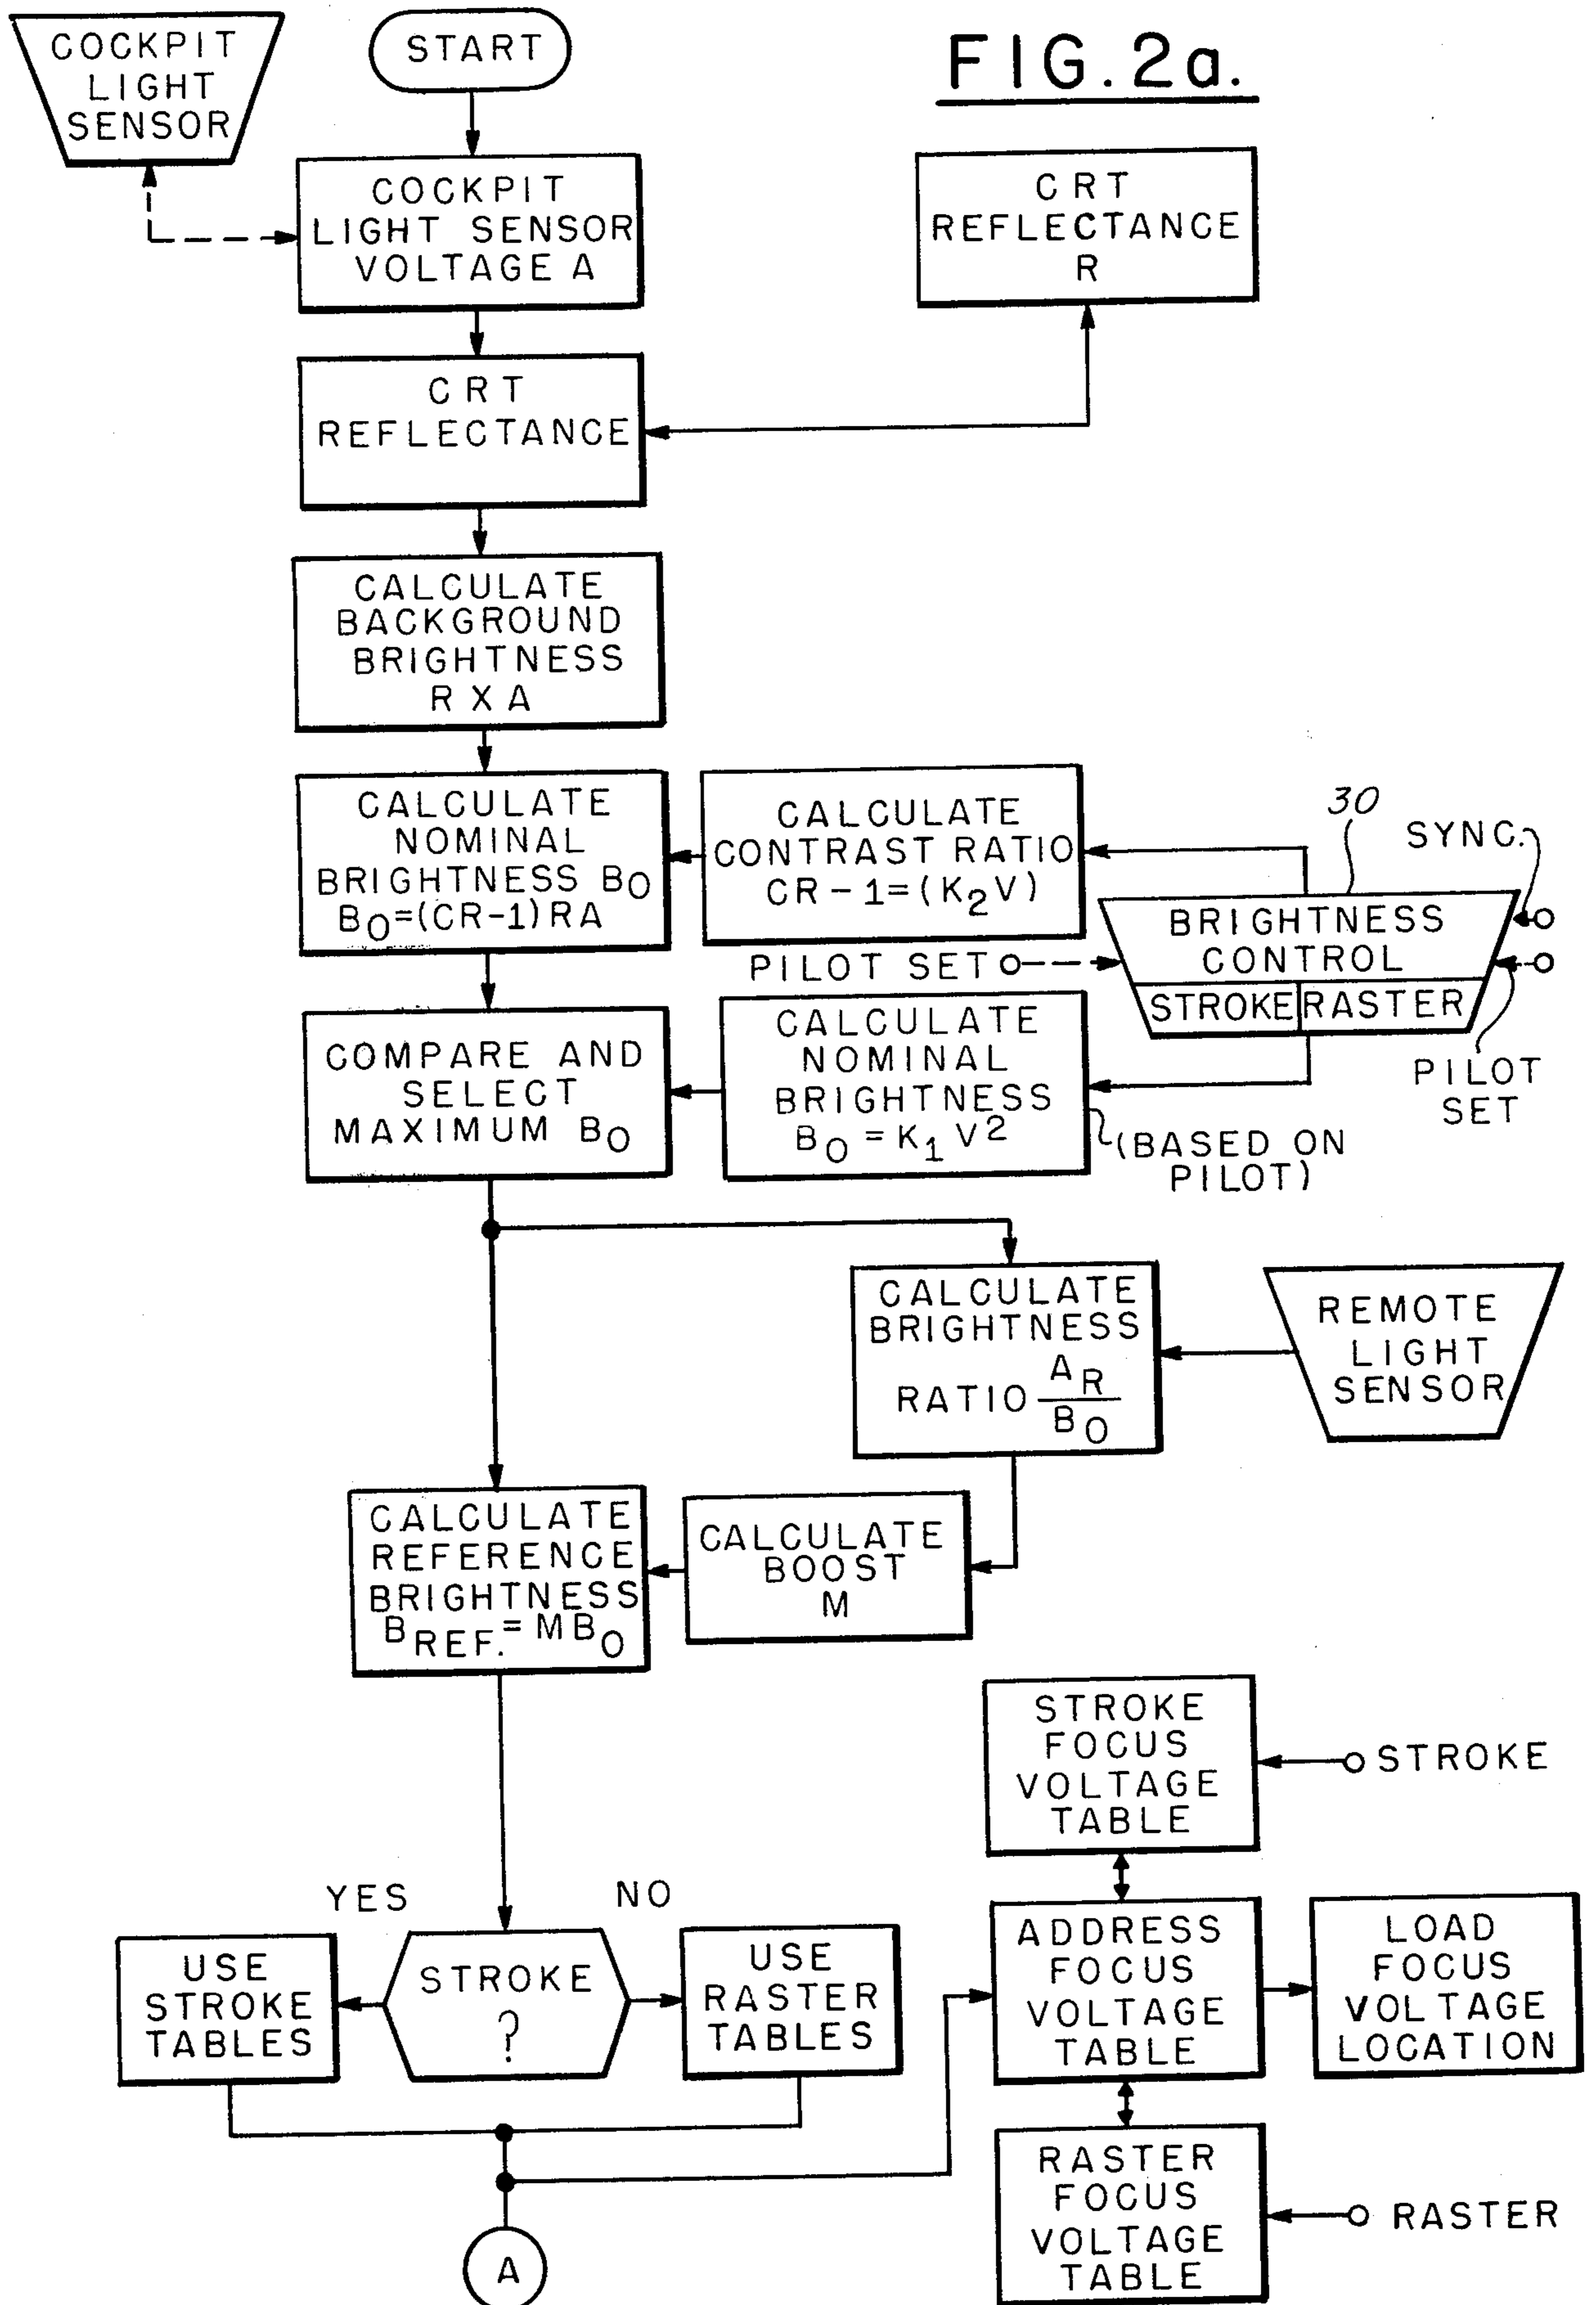 COCKPIT
LIGHT
SENSOR
START
FIG. 2a.
COCKPIT
LIGHT SENSOR
VOLTAGE A
CRT
REFLECTANCE
R
CRT
REFLECTANCE
CALCULATE
BACKGROUND
BRIGHTNESS
R X A
CALCULATE
NOMINAL
BRIGHTNESS B₀
B₀=(CR-1)RA
CALCULATE
CONTRAST RATIO
CR-1=(K₂V)
30
SYNC.
BRIGHTNESS
CONTROL
STROKE RASTER
PILOT SET
PILOT
SET
COMPARE AND
SELECT
MAXIMUM B₀
CALCULATE
NOMINAL
BRIGHTNESS
B₀ = K₁ V²
(BASED ON
PILOT)
CALCULATE
BRIGHTNESS
RATIO A_R/B₀
REMOTE
LIGHT
SENSOR
CALCULATE
REFERENCE
BRIGHTNESS
B_REF. = MB₀
CALCULATE
BOOST
M
STROKE
FOCUS
VOLTAGE
TABLE
STROKE
YES
NO
USE
STROKE
TABLES
STROKE
?
USE
RASTER
TABLES
ADDRESS
FOCUS
VOLTAGE
TABLE
LOAD
FOCUS
VOLTAGE
LOCATION
RASTER
FOCUS
VOLTAGE
TABLE
RASTER
A